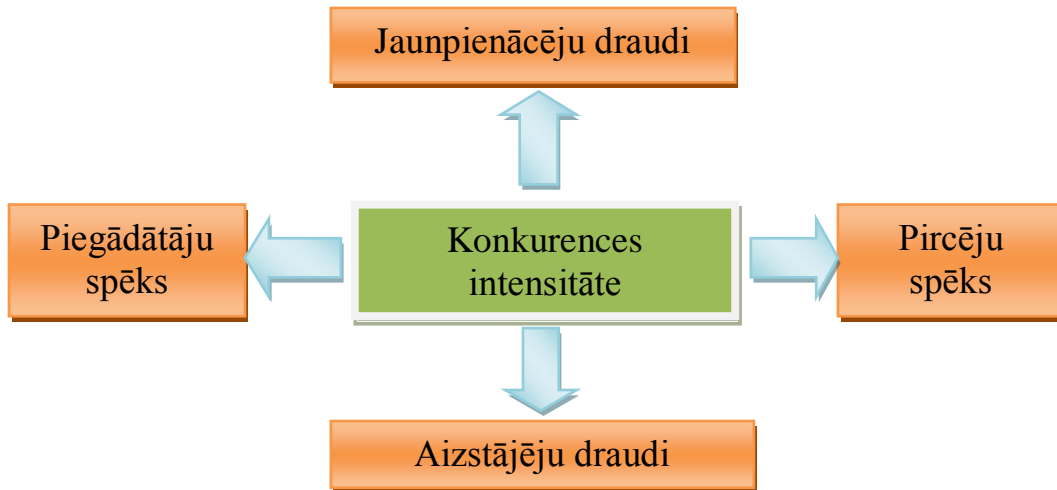 Jaunpienācēju draudi
Piegādātāju
spēks
Konkurences
intensitāte
Pircēju
spēks
Aizstājēju draudi